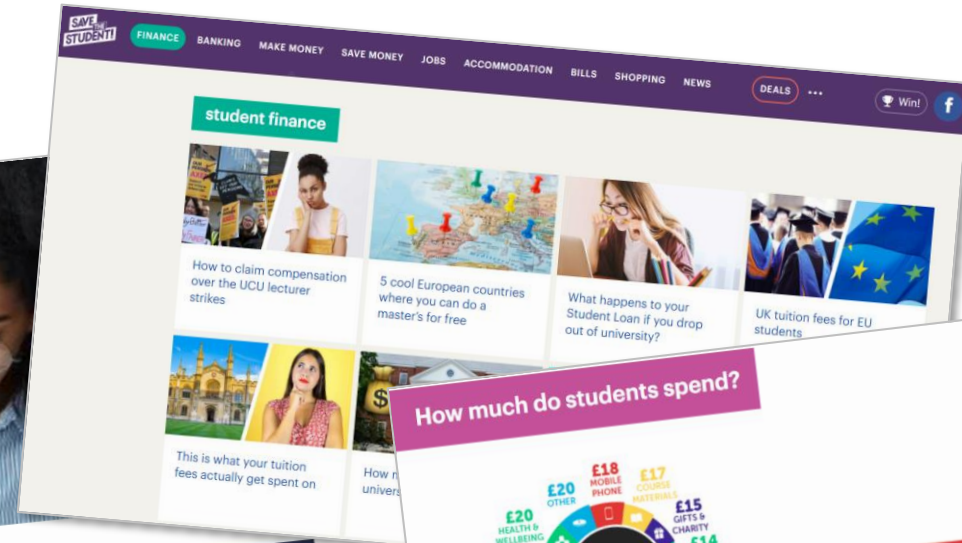 SAVE
THE
STUDENT!
FINANCE
BANKING
MAKE MONEY
SAVE MONEY
JOBS
ACCOMMODATION
BILLS
SHOPPING
NEWS
DEALS
Win!
f
student finance
How to claim compensation
over the UCU lecturer
strikes
5 cool European countries
where you can do a
master's for free
What happens to your
Student Loan if you drop
out of university?
UK tuition fees for EU
students
This is what your tuition
fees actually get spent on
$
How
univers
How much do students spend?
£20
HEALTH &
WELLBEING
£20
OTHER
£18
MOBILE
PHONE
£17
COURSE
MATERIALS
£15
GIFTS &
CHARITY
£14